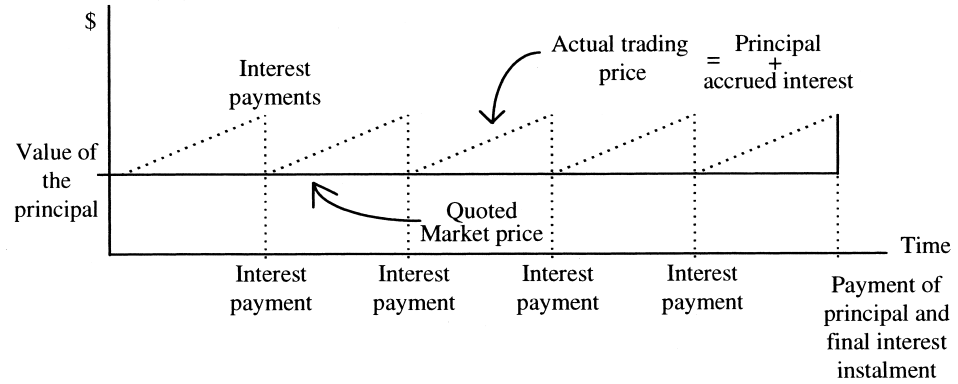 $
Actual trading
price
=
Principal
+
accrued interest
Interest
payments
Value of
the
principal
Quoted
Market price
Time
Interest
payment
Interest
payment
Interest
payment
Interest
payment
Payment of
principal and
final interest
instalment